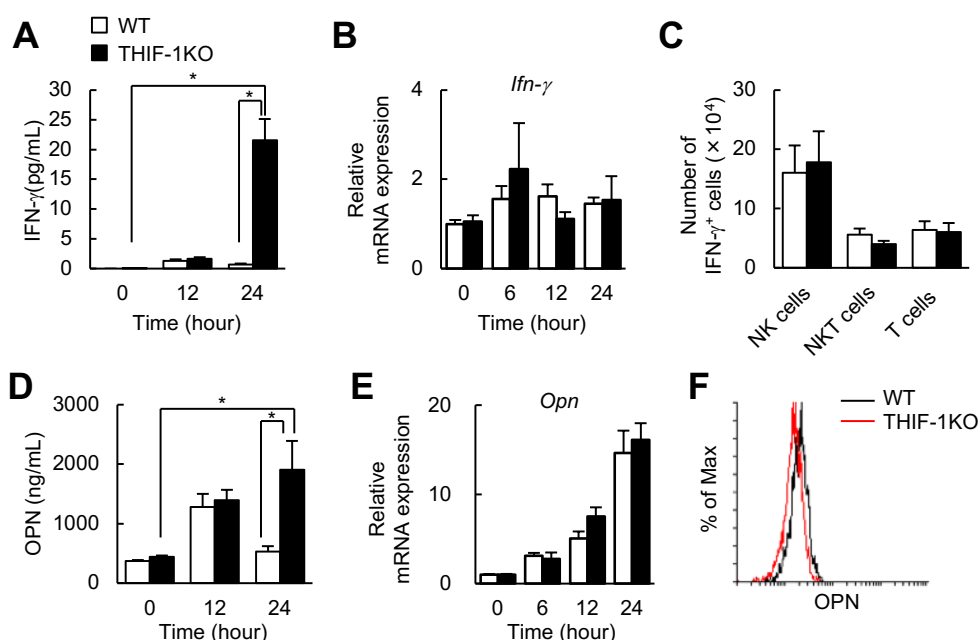 A
WT
THIF-1KO
IFN-γ(pg/mL)
30
25
20
15
10
5
0
*
*
0 12 24
Time (hour)
B
Ifn-γ
Relative
mRNA expression
4
2
0
0 6 12 24
Time (hour)
C
Number of
IFN-γ⁺ cells (×10⁴)
30
20
10
0
NK cells
NKT cells
T cells
D
OPN (ng/mL)
3000
2000
1000
0
*
*
0 12 24
Time (hour)
E
Opn
Relative
mRNA expression
20
10
0
0 6 12 24
Time (hour)
F
WT
THIF-1KO
% of Max
OPN